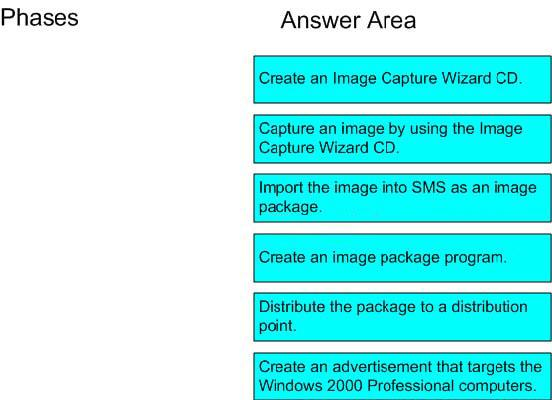 Phases
Answer Area
Create an Image Capture Wizard CD.
Capture an image by using the Image
Capture Wizard CD.
Import the image into SMS as an image
package.
Create an image package program.
Distribute the package to a distribution
point.
Create an advertisement that targets the
Windows 2000 Professional computers.